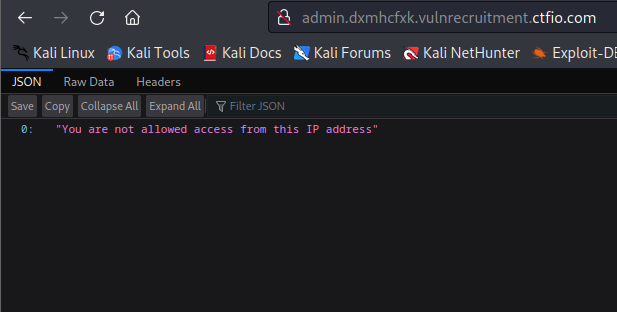 admin.dxmhcfxk.vulnrecruitment.ctfio.com
Kali Linux Kali Tools Kali Docs Kali Forums Kali NetHunter Exploit-DB
JSON Raw Data Headers
Save Copy Collapse All Expand All Filter JSON
0: "You are not allowed access from this IP address"